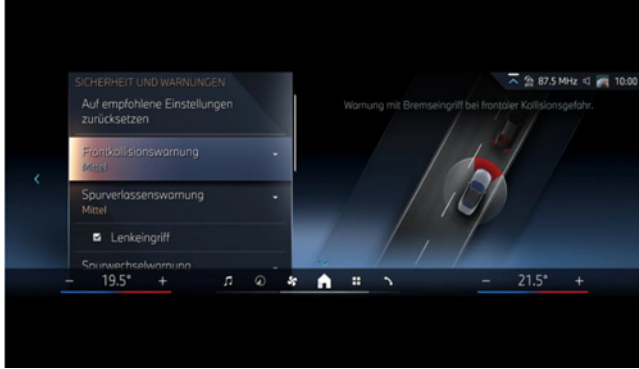 SICHERHEIT UND WARNUNGEN
Auf empfohlene Einstellungen
zurücksetzen
Frontkollisionswarnung
Mittel
Spurverlassenswarnung
Mittel
Lenkeingriff
Spurwechselwarnung
87.5 MHz 10:00
Warnung mit Bremseingriff bei frontaler Kollisionsgefahr.
− 19.5° +
− 21.5° +